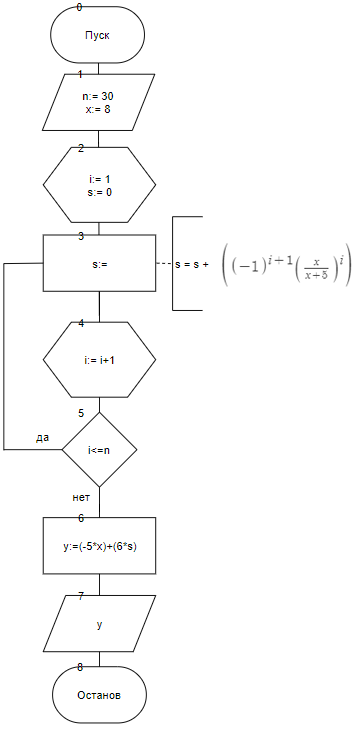 0
Пуск
1
n:= 30
x:= 8
2
i:= 1
s:= 0
3
s:=
s = s + ((−1)^{i+1}(x/(x+5))^i)
4
i:= i+1
5
да
i<=n
нет
6
y:=(-5*x)+(6*s)
7
y
8
Останов